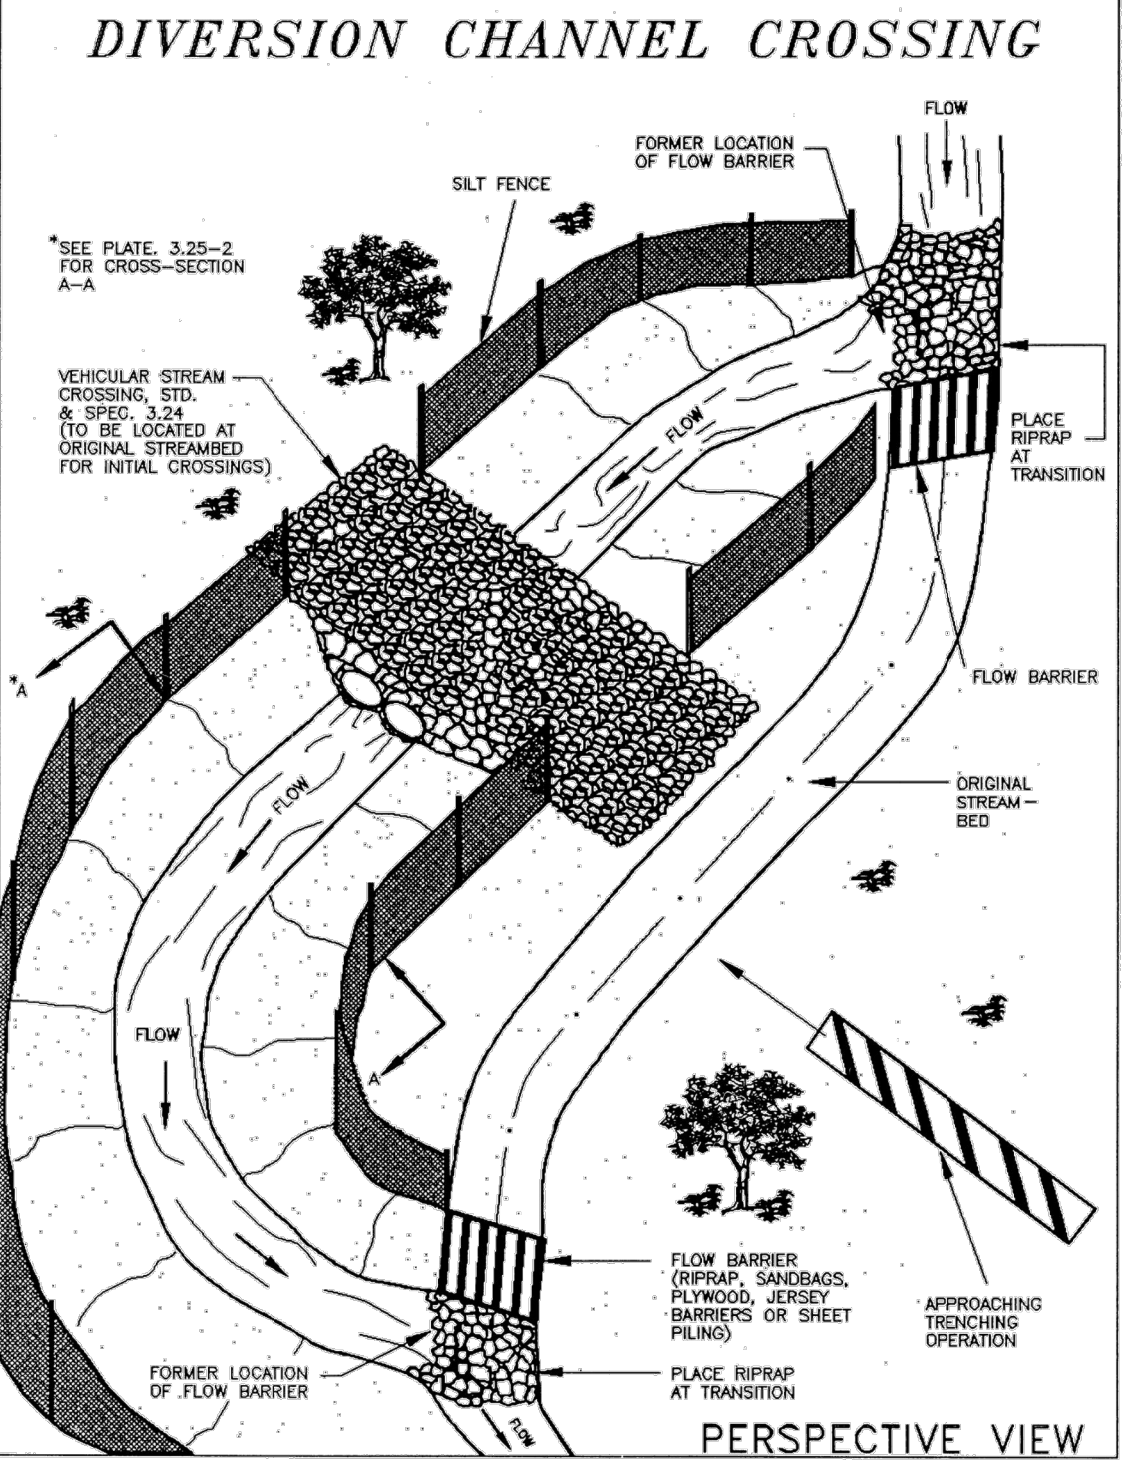 DIVERSION CHANNEL CROSSING
FLOW
FORMER LOCATION
OF FLOW BARRIER
SILT FENCE
*SEE PLATE. 3.25-2
FOR CROSS-SECTION
A-A
VEHICULAR STREAM
CROSSING, STD.
& SPEC. 3.24
(TO BE LOCATED AT
ORIGINAL STREAMBED
FOR INITIAL CROSSINGS)
FLOW
PLACE
RIPRAP
AT
TRANSITION
*A
FLOW BARRIER
FLOW
ORIGINAL
STREAM-
BED
FLOW
A
FLOW BARRIER
(RIPRAP, SANDBAGS,
PLYWOOD, JERSEY
BARRIERS OR SHEET
PILING)
APPROACHING
TRENCHING
OPERATION
FORMER LOCATION
OF FLOW BARRIER
PLACE RIPRAP
AT TRANSITION
FLOW
PERSPECTIVE VIEW